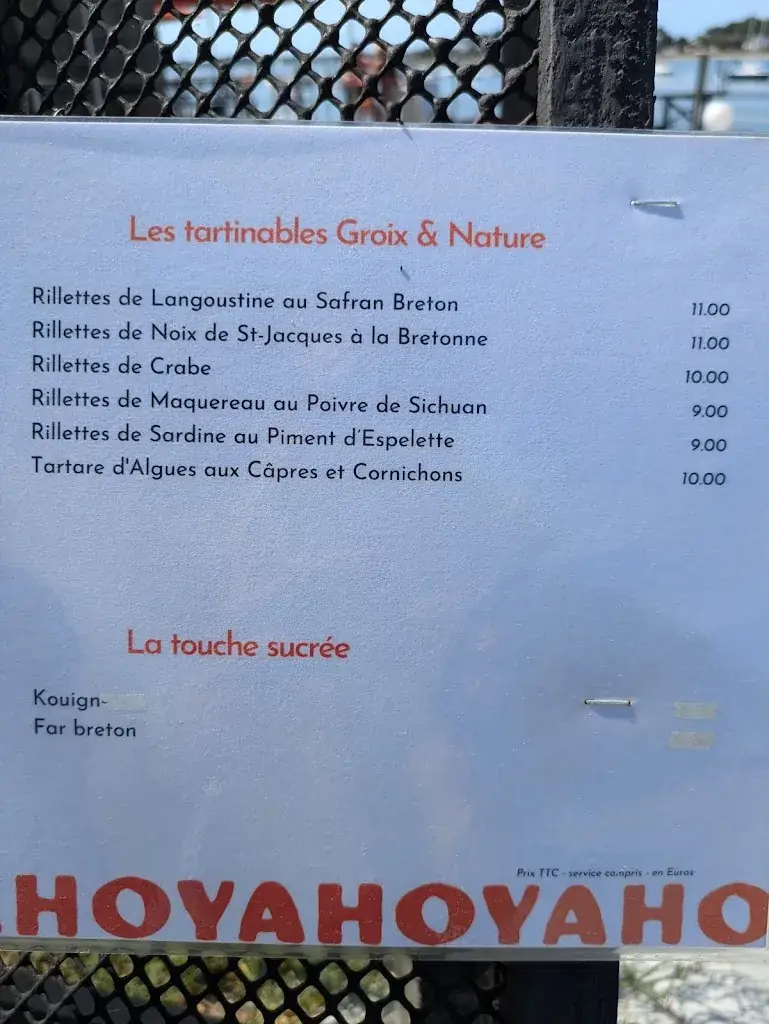 Les tartinables Groix & Nature
Rillettes de Langoustine au Safran Breton 11.00
Rillettes de Noix de St-Jacques à la Bretonne 11.00
Rillettes de Crabe 10.00
Rillettes de Maquereau au Poivre de Sichuan 9.00
Rillettes de Sardine au Piment d'Espelette 9.00
Tartare d'Algues aux Câpres et Cornichons 10.00
La touche sucrée
Kouign-
Far breton
Prix TTC - service compris - en Euros
HOYAHOYAHO